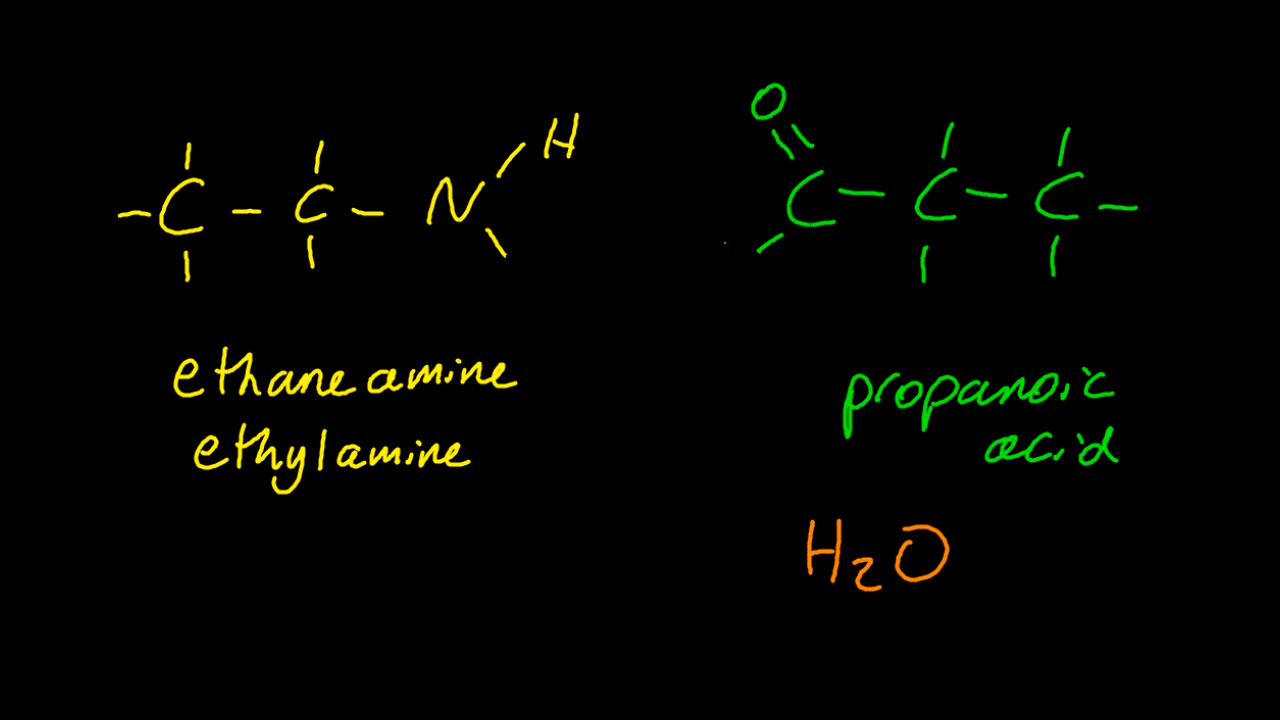 O
H
- C - C - N
C - C - C -
ethaneamine
ethylamine
propanoic
acid
H₂O